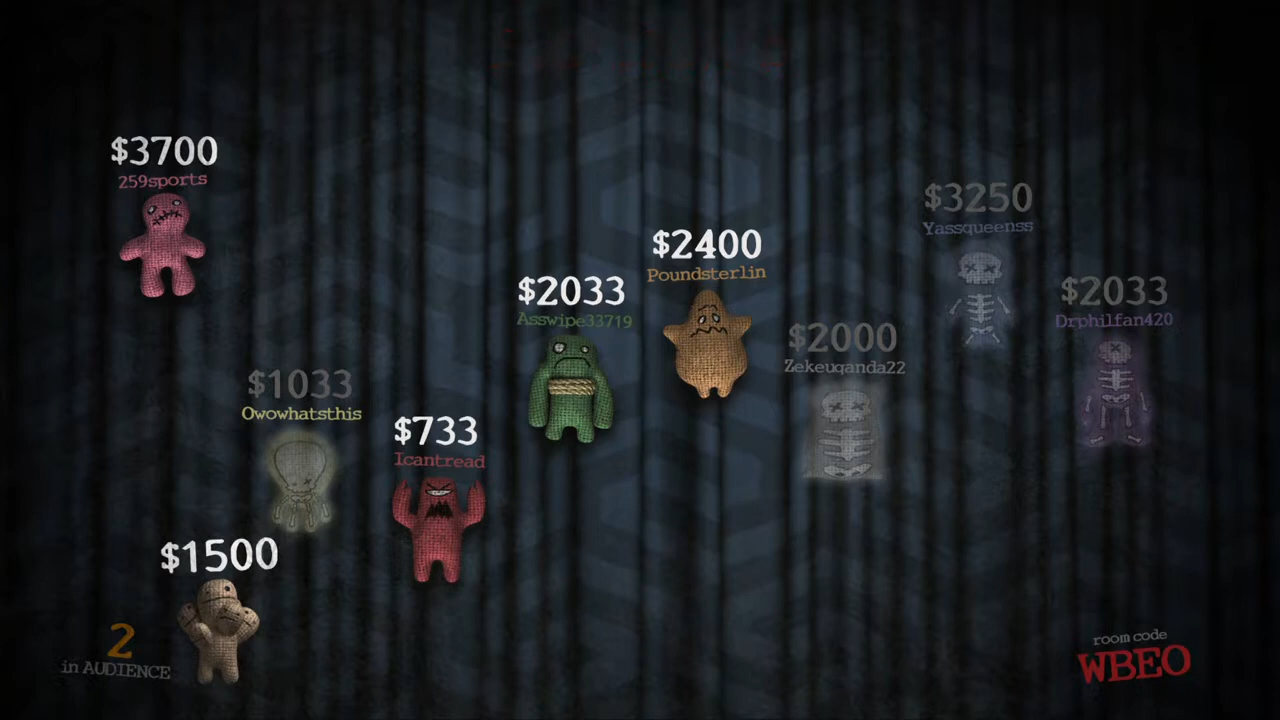 $3700
259sports
$3250
Yassqueenss
$2400
Poundsterlin
$2033
Asswipe33719
$2033
Drphilfan420
$2000
Zekeuganda22
$1033
Owowhatsthis
$733
Icantread
$1500
2
in AUDIENCE
room code
WBEO